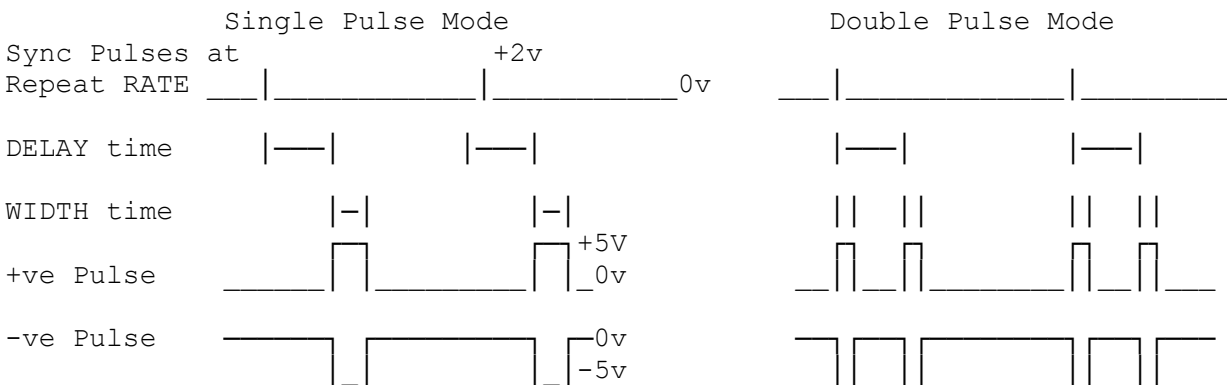 Single Pulse Mode Double Pulse Mode
Sync Pulses at +2v
Repeat RATE 0v
DELAY time
WIDTH time
+5V
+ve Pulse 0v
-ve Pulse 0v
-5v